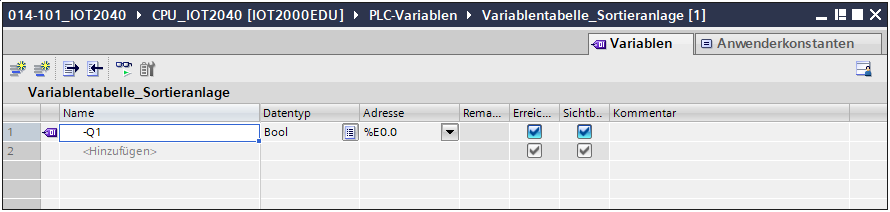 014-101_IOT2040 ▸ CPU_IOT2040 [IOT2000EDU] ▸ PLC-Variablen ▸ Variablentabelle_Sortieranlage [1]
Variablen Anwenderkonstanten
Variablentabelle_Sortieranlage
Name Datentyp Adresse Rema... Erreic... Sichtb... Kommentar
1 -Q1 Bool %E0.0
2 <Hinzufügen>